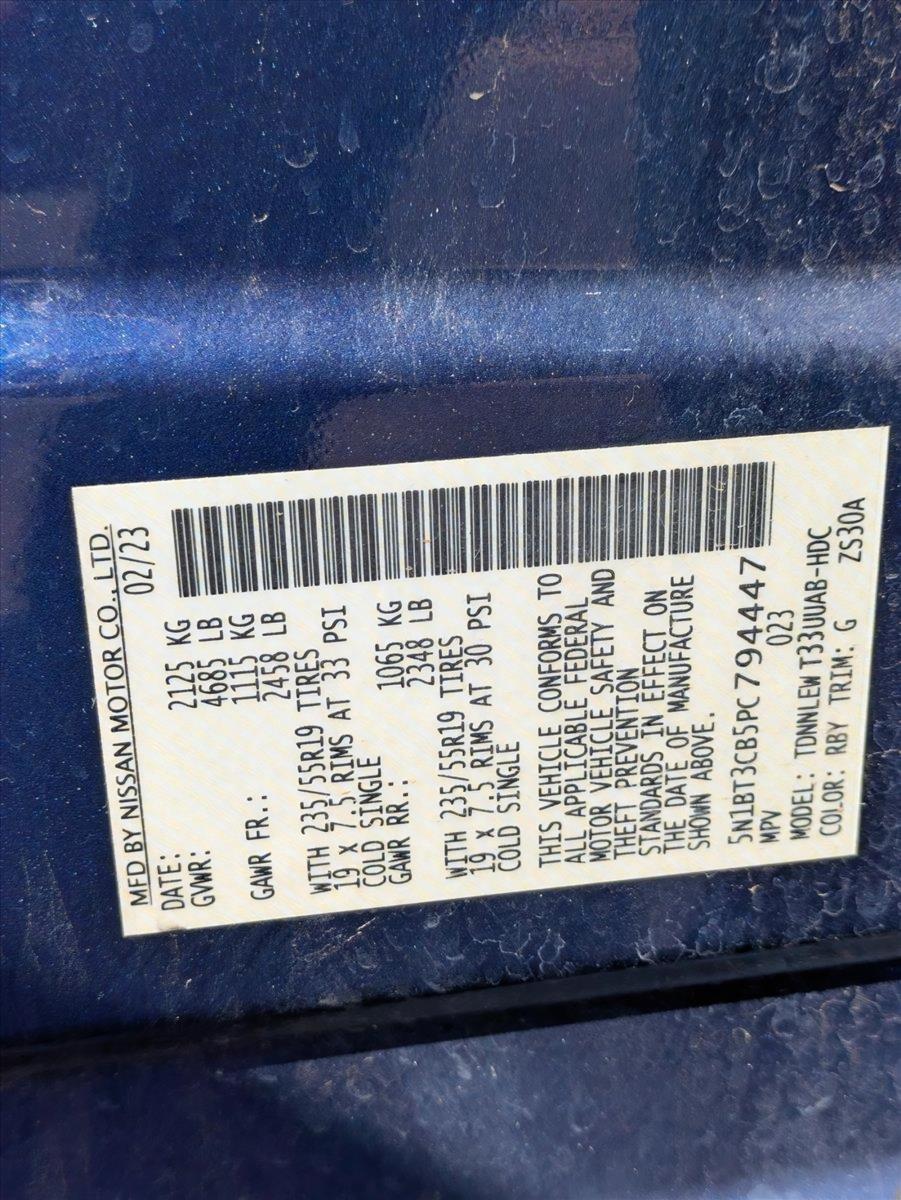 MFD BY NISSAN MOTOR CO., LTD.
DATE: 02/23
GVWR: 2125 KG
4685 LB
GAWR FR.: 1115 KG
2458 LB
WITH 235/55R19 TIRES
19 X 7.5 RIMS AT 33 PSI
COLD SINGLE
GAWR RR.: 1065 KG
2348 LB
WITH 235/55R19 TIRES
19 X 7.5 RIMS AT 30 PSI
COLD SINGLE
THIS VEHICLE CONFORMS TO
ALL APPLICABLE FEDERAL
MOTOR VEHICLE SAFETY AND
THEFT PREVENTION
STANDARDS IN EFFECT ON
THE DATE OF MANUFACTURE
SHOWN ABOVE.
5N1BT3CB5PC794447
MPV 023
MODEL: TDNNLEW T33UUAB-HDC
COLOR: RBY TRIM: G ZS30A